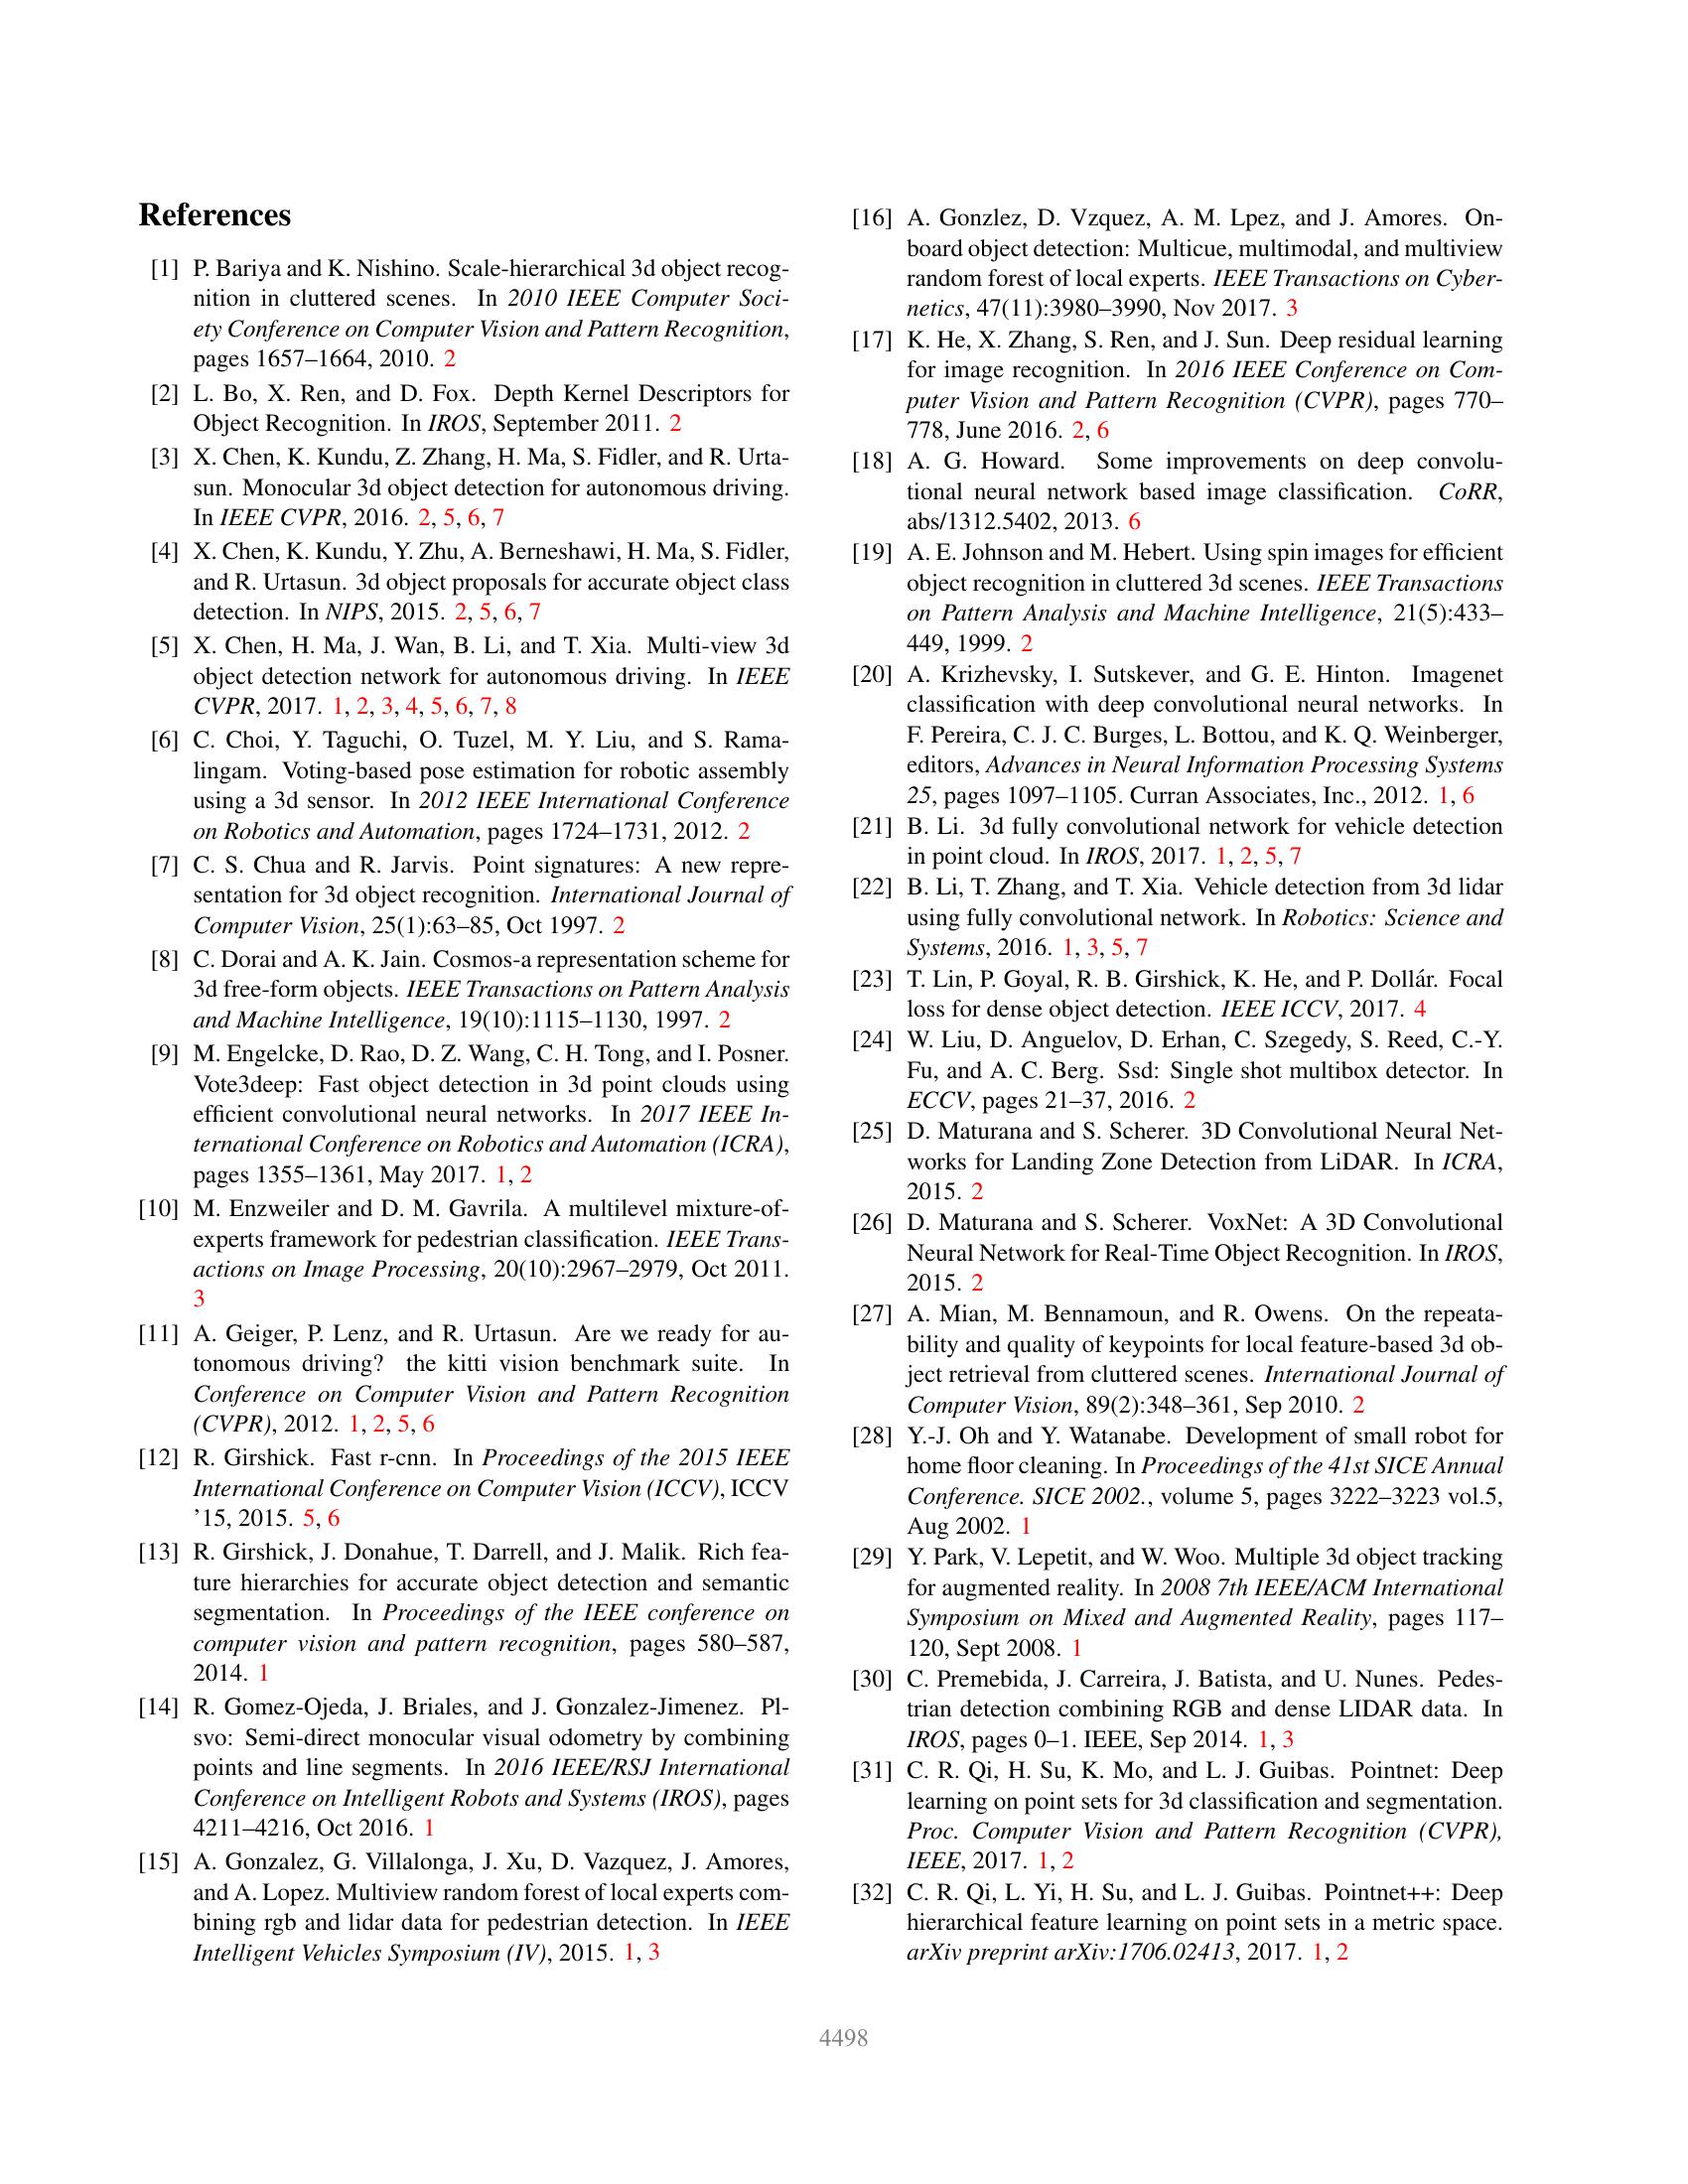 References
[1] P. Bariya and K. Nishino. Scale-hierarchical 3d object recog-
nition in cluttered scenes. In 2010 IEEE Computer Soci-
ety Conference on Computer Vision and Pattern Recognition,
pages 1657–1664, 2010. 2
[2] L. Bo, X. Ren, and D. Fox. Depth Kernel Descriptors for
Object Recognition. In IROS, September 2011. 2
[3] X. Chen, K. Kundu, Z. Zhang, H. Ma, S. Fidler, and R. Urta-
sun. Monocular 3d object detection for autonomous driving.
In IEEE CVPR, 2016. 2, 5, 6, 7
[4] X. Chen, K. Kundu, Y. Zhu, A. Berneshawi, H. Ma, S. Fidler,
and R. Urtasun. 3d object proposals for accurate object class
detection. In NIPS, 2015. 2, 5, 6, 7
[5] X. Chen, H. Ma, J. Wan, B. Li, and T. Xia. Multi-view 3d
object detection network for autonomous driving. In IEEE
CVPR, 2017. 1, 2, 3, 4, 5, 6, 7, 8
[6] C. Choi, Y. Taguchi, O. Tuzel, M. Y. Liu, and S. Rama-
lingam. Voting-based pose estimation for robotic assembly
using a 3d sensor. In 2012 IEEE International Conference
on Robotics and Automation, pages 1724–1731, 2012. 2
[7] C. S. Chua and R. Jarvis. Point signatures: A new repre-
sentation for 3d object recognition. International Journal of
Computer Vision, 25(1):63–85, Oct 1997. 2
[8] C. Dorai and A. K. Jain. Cosmos-a representation scheme for
3d free-form objects. IEEE Transactions on Pattern Analysis
and Machine Intelligence, 19(10):1115–1130, 1997. 2
[9] M. Engelcke, D. Rao, D. Z. Wang, C. H. Tong, and I. Posner.
Vote3deep: Fast object detection in 3d point clouds using
efficient convolutional neural networks. In 2017 IEEE In-
ternational Conference on Robotics and Automation (ICRA),
pages 1355–1361, May 2017. 1, 2
[10] M. Enzweiler and D. M. Gavrila. A multilevel mixture-of-
experts framework for pedestrian classification. IEEE Trans-
actions on Image Processing, 20(10):2967–2979, Oct 2011.
3
[11] A. Geiger, P. Lenz, and R. Urtasun. Are we ready for au-
tonomous driving? the kitti vision benchmark suite. In
Conference on Computer Vision and Pattern Recognition
(CVPR), 2012. 1, 2, 5, 6
[12] R. Girshick. Fast r-cnn. In Proceedings of the 2015 IEEE
International Conference on Computer Vision (ICCV), ICCV
’15, 2015. 5, 6
[13] R. Girshick, J. Donahue, T. Darrell, and J. Malik. Rich fea-
ture hierarchies for accurate object detection and semantic
segmentation. In Proceedings of the IEEE conference on
computer vision and pattern recognition, pages 580–587,
2014. 1
[14] R. Gomez-Ojeda, J. Briales, and J. Gonzalez-Jimenez. Pl-
svo: Semi-direct monocular visual odometry by combining
points and line segments. In 2016 IEEE/RSJ International
Conference on Intelligent Robots and Systems (IROS), pages
4211–4216, Oct 2016. 1
[15] A. Gonzalez, G. Villalonga, J. Xu, D. Vazquez, J. Amores,
and A. Lopez. Multiview random forest of local experts com-
bining rgb and lidar data for pedestrian detection. In IEEE
Intelligent Vehicles Symposium (IV), 2015. 1, 3
[16] A. Gonzlez, D. Vzquez, A. M. Lpez, and J. Amores. On-
board object detection: Multicue, multimodal, and multiview
random forest of local experts. IEEE Transactions on Cyber-
netics, 47(11):3980–3990, Nov 2017. 3
[17] K. He, X. Zhang, S. Ren, and J. Sun. Deep residual learning
for image recognition. In 2016 IEEE Conference on Com-
puter Vision and Pattern Recognition (CVPR), pages 770–
778, June 2016. 2, 6
[18] A. G. Howard. Some improvements on deep convolu-
tional neural network based image classification. CoRR,
abs/1312.5402, 2013. 6
[19] A. E. Johnson and M. Hebert. Using spin images for efficient
object recognition in cluttered 3d scenes. IEEE Transactions
on Pattern Analysis and Machine Intelligence, 21(5):433–
449, 1999. 2
[20] A. Krizhevsky, I. Sutskever, and G. E. Hinton. Imagenet
classification with deep convolutional neural networks. In
F. Pereira, C. J. C. Burges, L. Bottou, and K. Q. Weinberger,
editors, Advances in Neural Information Processing Systems
25, pages 1097–1105. Curran Associates, Inc., 2012. 1, 6
[21] B. Li. 3d fully convolutional network for vehicle detection
in point cloud. In IROS, 2017. 1, 2, 5, 7
[22] B. Li, T. Zhang, and T. Xia. Vehicle detection from 3d lidar
using fully convolutional network. In Robotics: Science and
Systems, 2016. 1, 3, 5, 7
[23] T. Lin, P. Goyal, R. B. Girshick, K. He, and P. Dollár. Focal
loss for dense object detection. IEEE ICCV, 2017. 4
[24] W. Liu, D. Anguelov, D. Erhan, C. Szegedy, S. Reed, C.-Y.
Fu, and A. C. Berg. Ssd: Single shot multibox detector. In
ECCV, pages 21–37, 2016. 2
[25] D. Maturana and S. Scherer. 3D Convolutional Neural Net-
works for Landing Zone Detection from LiDAR. In ICRA,
2015. 2
[26] D. Maturana and S. Scherer. VoxNet: A 3D Convolutional
Neural Network for Real-Time Object Recognition. In IROS,
2015. 2
[27] A. Mian, M. Bennamoun, and R. Owens. On the repeata-
bility and quality of keypoints for local feature-based 3d ob-
ject retrieval from cluttered scenes. International Journal of
Computer Vision, 89(2):348–361, Sep 2010. 2
[28] Y.-J. Oh and Y. Watanabe. Development of small robot for
home floor cleaning. In Proceedings of the 41st SICE Annual
Conference. SICE 2002., volume 5, pages 3222–3223 vol.5,
Aug 2002. 1
[29] Y. Park, V. Lepetit, and W. Woo. Multiple 3d object tracking
for augmented reality. In 2008 7th IEEE/ACM International
Symposium on Mixed and Augmented Reality, pages 117–
120, Sept 2008. 1
[30] C. Premebida, J. Carreira, J. Batista, and U. Nunes. Pedes-
trian detection combining RGB and dense LIDAR data. In
IROS, pages 0–1. IEEE, Sep 2014. 1, 3
[31] C. R. Qi, H. Su, K. Mo, and L. J. Guibas. Pointnet: Deep
learning on point sets for 3d classification and segmentation.
Proc. Computer Vision and Pattern Recognition (CVPR),
IEEE, 2017. 1, 2
[32] C. R. Qi, L. Yi, H. Su, and L. J. Guibas. Pointnet++: Deep
hierarchical feature learning on point sets in a metric space.
arXiv preprint arXiv:1706.02413, 2017. 1, 2
4498